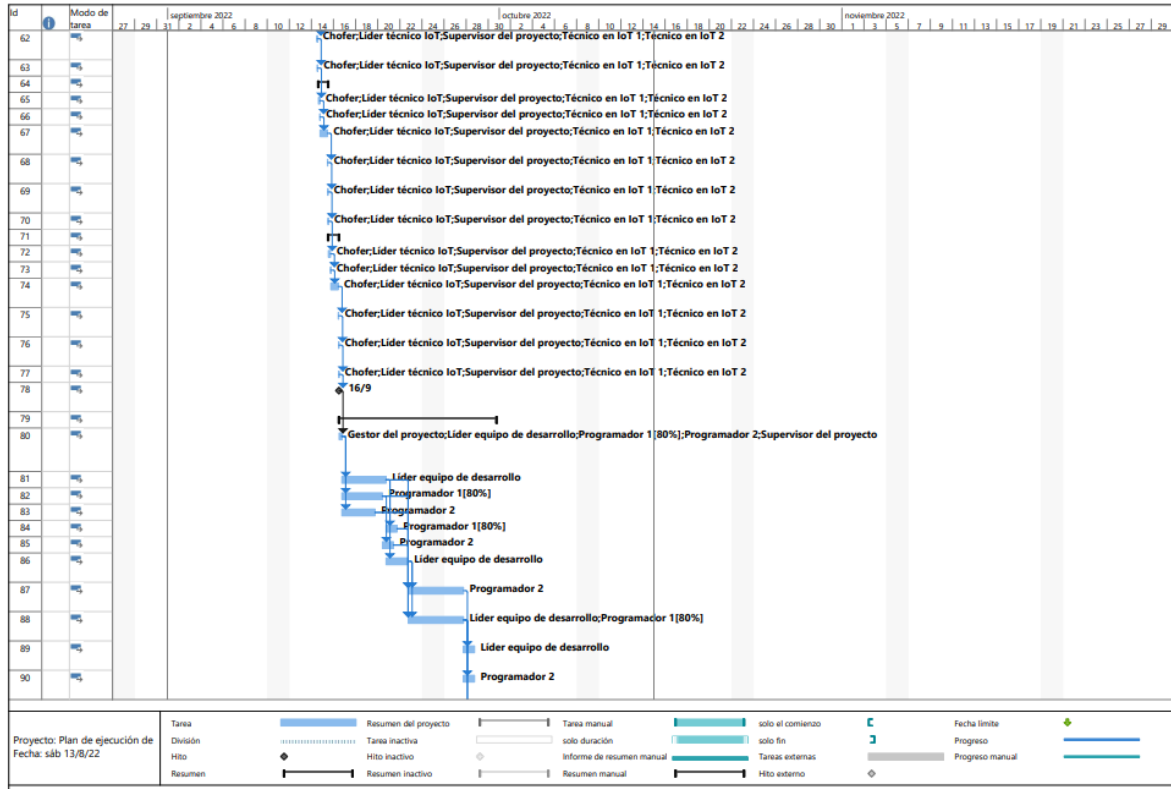 Id Modo de tarea
septiembre 2022 octubre 2022 noviembre 2022
27 29 31 2 4 6 8 10 12 14 16 18 20 22 24 26 28 30 2 4 6 8 10 12 14 16 18 20 22 24 26 28 30 1 3 5 7 9 11 13 15 17 19 21 23 25 27 29
62 Chofer;Líder técnico IoT;Supervisor del proyecto;Técnico en IoT 1;Técnico en IoT 2
63 Chofer;Líder técnico IoT;Supervisor del proyecto;Técnico en IoT 1;Técnico en IoT 2
64
65 Chofer;Líder técnico IoT;Supervisor del proyecto;Técnico en IoT 1;Técnico en IoT 2
66 Chofer;Líder técnico IoT;Supervisor del proyecto;Técnico en IoT 1;Técnico en IoT 2
67 Chofer;Líder técnico IoT;Supervisor del proyecto;Técnico en IoT 1;Técnico en IoT 2
68 Chofer;Líder técnico IoT;Supervisor del proyecto;Técnico en IoT 1;Técnico en IoT 2
69 Chofer;Líder técnico IoT;Supervisor del proyecto;Técnico en IoT 1;Técnico en IoT 2
70 Chofer;Líder técnico IoT;Supervisor del proyecto;Técnico en IoT 1;Técnico en IoT 2
71
72 Chofer;Líder técnico IoT;Supervisor del proyecto;Técnico en IoT 1;Técnico en IoT 2
73 Chofer;Líder técnico IoT;Supervisor del proyecto;Técnico en IoT 1;Técnico en IoT 2
74 Chofer;Líder técnico IoT;Supervisor del proyecto;Técnico en IoT 1;Técnico en IoT 2
75 Chofer;Líder técnico IoT;Supervisor del proyecto;Técnico en IoT 1;Técnico en IoT 2
76 Chofer;Líder técnico IoT;Supervisor del proyecto;Técnico en IoT 1;Técnico en IoT 2
77 Chofer;Líder técnico IoT;Supervisor del proyecto;Técnico en IoT 1;Técnico en IoT 2
78 16/9
79
80 Gestor del proyecto;Líder equipo de desarrollo;Programador 1[80%];Programador 2;Supervisor del proyecto
81 Líder equipo de desarrollo
82 Programador 1[80%]
83 Programador 2
84 Programador 1[80%]
85 Programador 2
86 Líder equipo de desarrollo
87 Programador 2
88 Líder equipo de desarrollo;Programador 1[80%]
89 Líder equipo de desarrollo
90 Programador 2
Proyecto: Plan de ejecución de
Fecha: sáb 13/8/22
Tarea Resumen del proyecto Tarea manual solo el comienzo Fecha límite
División Tarea inactiva solo duración solo fin Progreso
Hito Hito inactivo Informe de resumen manual Tareas externas Progreso manual
Resumen Resumen inactivo Resumen manual Hito externo